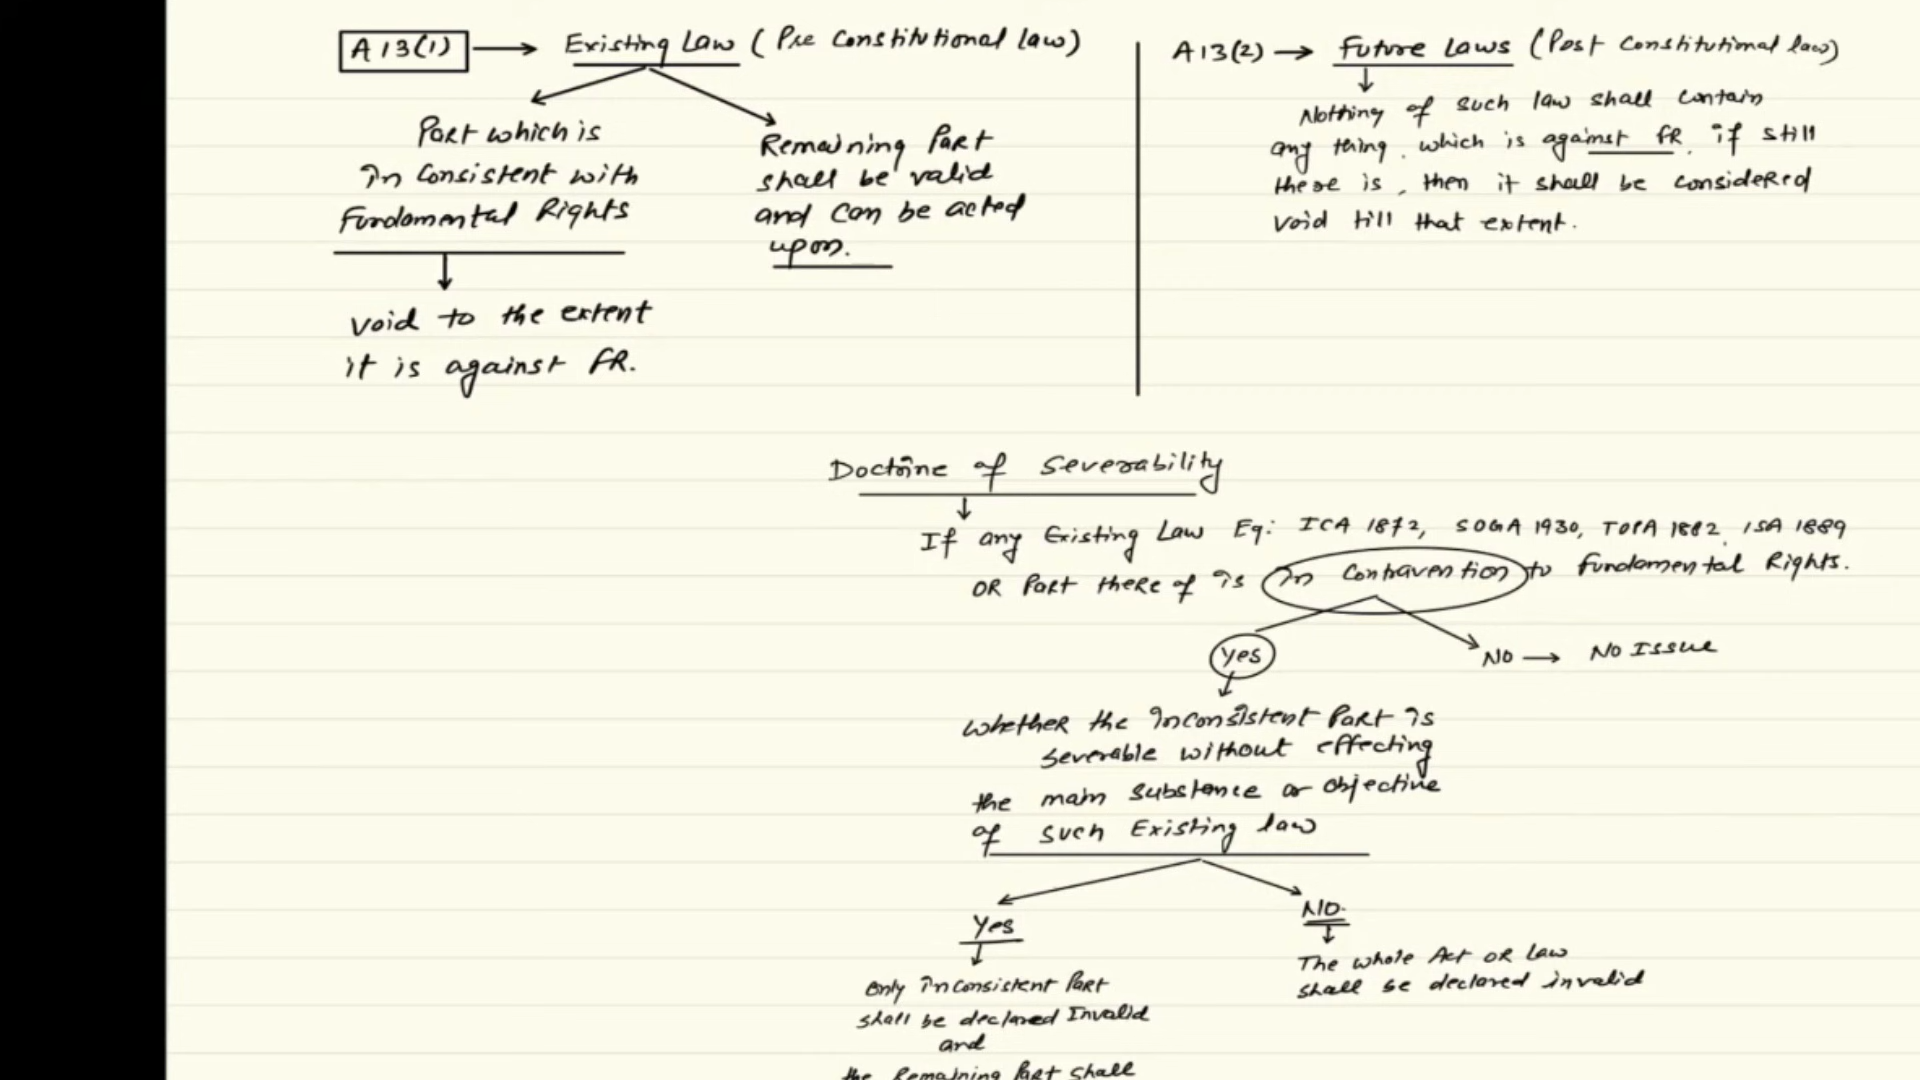 A 13(1) → Existing Law (Pre Constitutional law)
Part which is
in consistent with
Fundamental Rights
void to the extent
it is against FR.
Remaining Part
shall be valid
and can be acted
upon.
A 13(2) → Future Laws (Post Constitutional law)
Nothing of such law shall contain
any thing, which is against FR, if still
there is, then it shall be considered
void till that extent.
Doctrine of Severability
If any Existing Law Eg: ICA 1872, SOGA 1930, TOPA 1882, ISA 1889
OR Part there of is in contravention to Fundamental Rights.
Yes
No → No Issue
Whether the inconsistent Part is
severable without effecting
the main substance or objective
of such Existing law
Yes
No.
Only inconsistent Part
shall be declared Invalid
and
the Remaining Part shall
The whole Act OR Law
shall be declared invalid